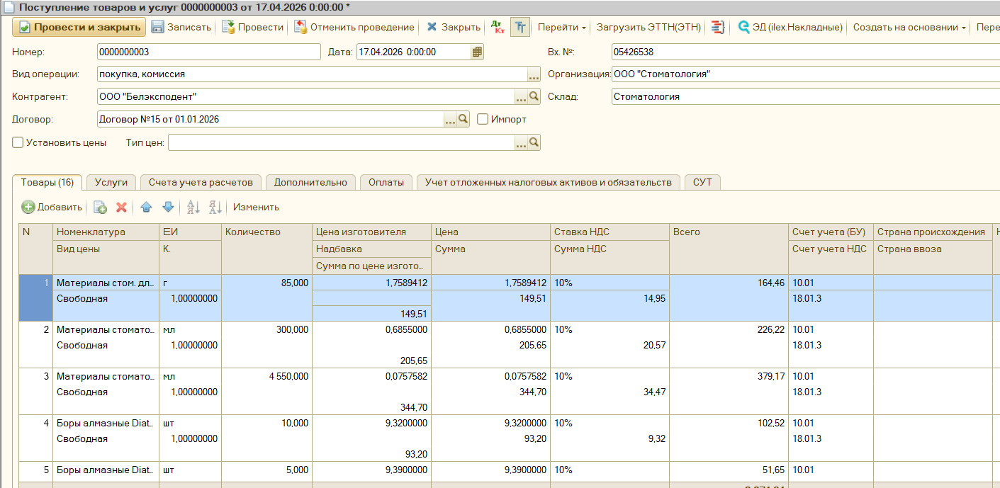 Поступление товаров и услуг 0000000003 от 17.04.2026 0:00:00 *
Провести и закрыть Записать Провести Отменить проведение Закрыть Дт Кт Тт Перейти Загрузить ЭТТН(ЭТН) ЭД (ilex.Накладные) Создать на основании Пере
Номер: 0000000003 Дата: 17.04.2026 0:00:00 Вх. №: 05426538
Вид операции: покупка, комиссия ... Организация: ООО "Стоматология"
Контрагент: ООО "Белэксподент" ... Склад: Стоматология
Договор: Договор №15 от 01.01.2026 ... Импорт
Установить цены Тип цен: ...
Товары (16) Услуги Счета учета расчетов Дополнительно Оплаты Учет отложенных налоговых активов и обязательств СУТ
Добавить А Я Я А Изменить
N Номенклатура ЕИ Количество Цена изготовителя Цена Ставка НДС Всего Счет учета (БУ) Страна происхождения
Вид цены К. Надбавка Сумма Сумма НДС Счет учета НДС Страна ввоза
Сумма по цене изгото...
1 Материалы стом. дл... г 85,000 1,7589412 1,7589412 10% 164,46 10.01
Свободная 1,00000000 149,51 14,95 18.01.3
149,51
2 Материалы стомато... мл 300,000 0,6855000 0,6855000 10% 226,22 10.01
Свободная 1,00000000 205,65 20,57 18.01.3
205,65
3 Материалы стомато... мл 4 550,000 0,0757582 0,0757582 10% 379,17 10.01
Свободная 1,00000000 344,70 34,47 18.01.3
344,70
4 Боры алмазные Diat... шт 10,000 9,3200000 9,3200000 10% 102,52 10.01
Свободная 1,00000000 93,20 9,32 18.01.3
93,20
5 Боры алмазные Diat... шт 5,000 9,3900000 9,3900000 10% 51,65 10.01